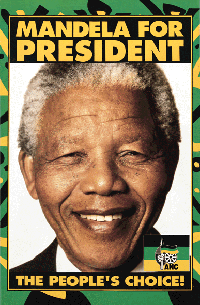 MANDELA FOR
PRESIDENT
ANC
THE PEOPLE'S CHOICE!